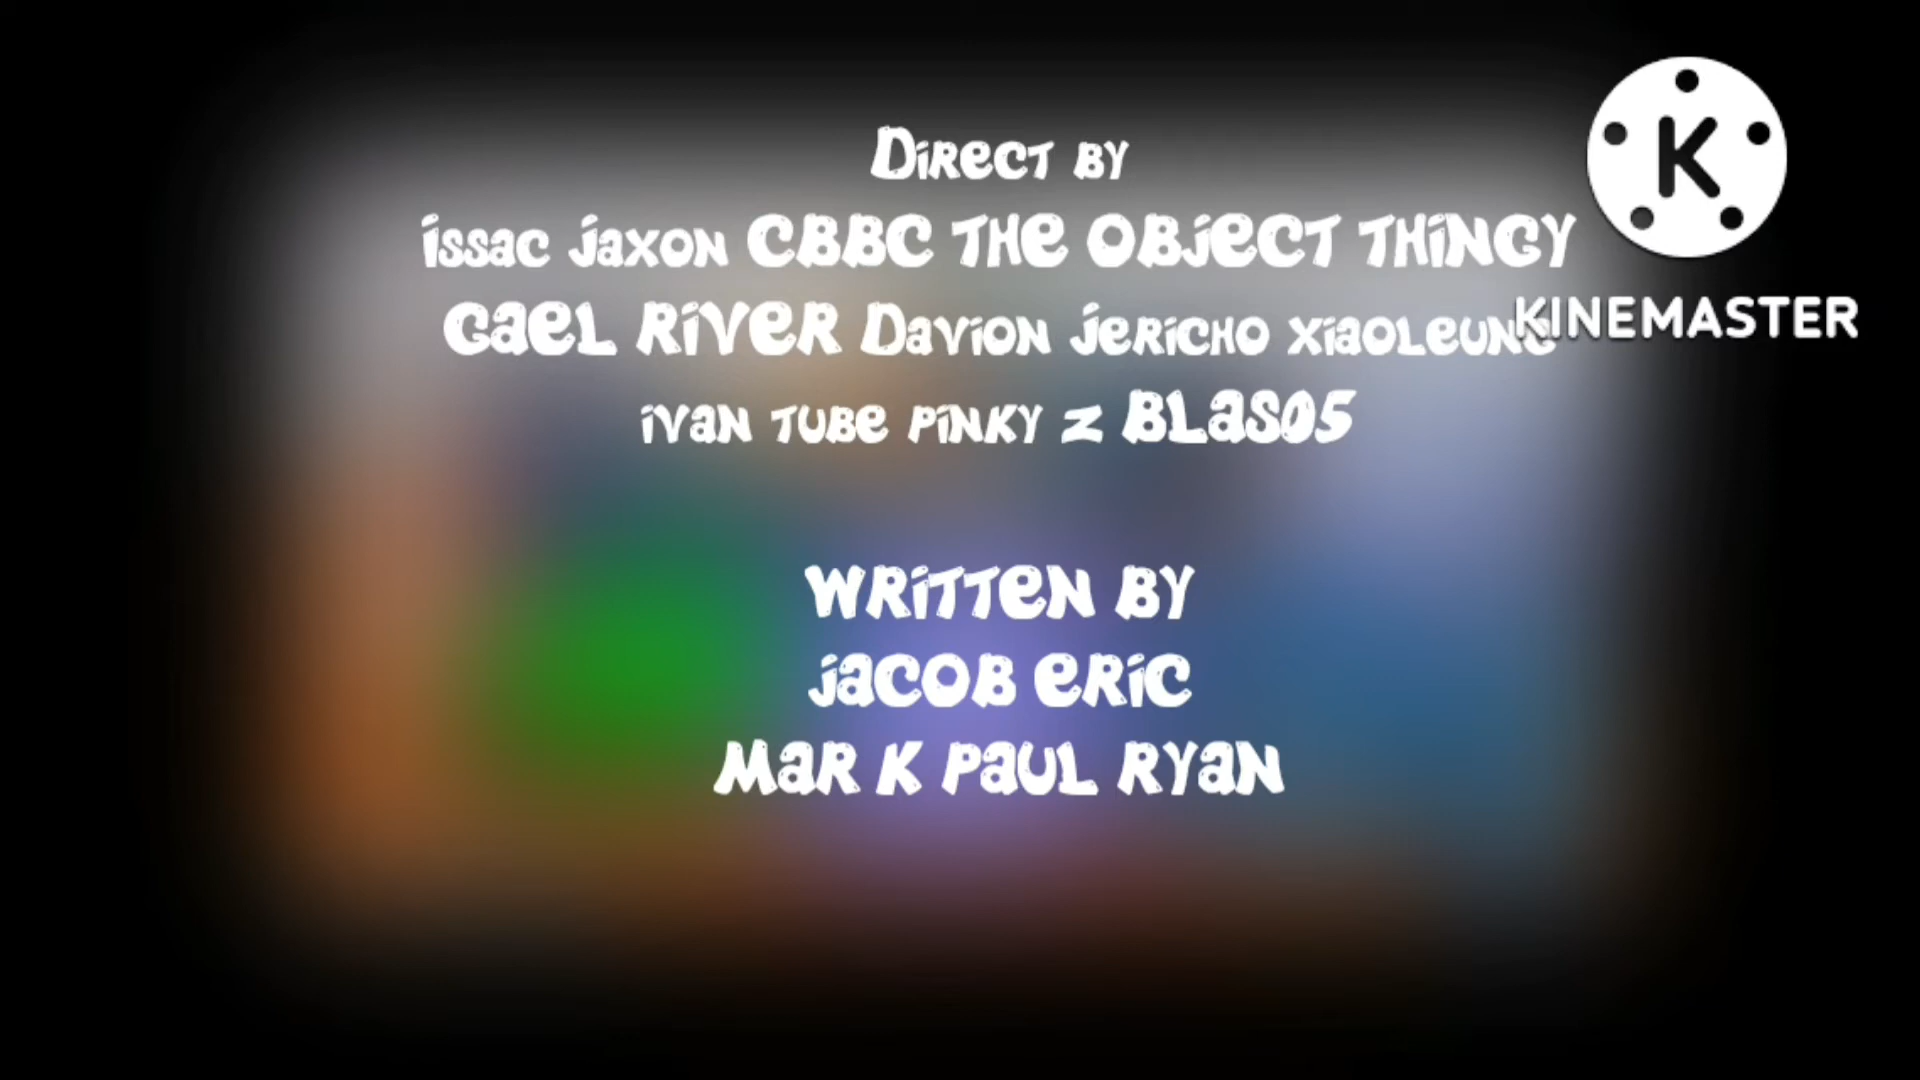 Direct by
issac jaxon CBBC THE OBJECT THINGY
GaeL RiVER Davion jericho xiaoleung
ivan tube pinky z BLas05
WRITTEN BY
jacob ERic
Mar K Paul Ryan
K
KINEMASTER